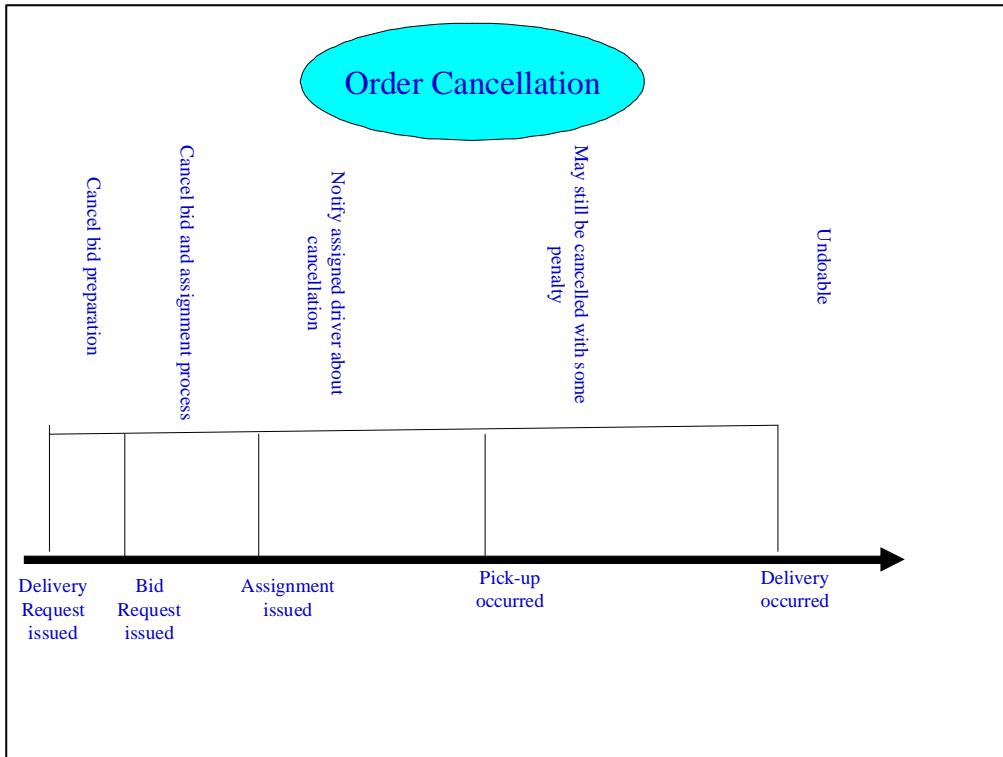 Order Cancellation
Cancel bid preparation
Cancel bid and assignment process
Notify assigned driver about
cancellation
May still be cancelled with some
penalty
Undoable
Delivery
Request
issued
Bid
Request
issued
Assignment
issued
Pick-up
occurred
Delivery
occurred